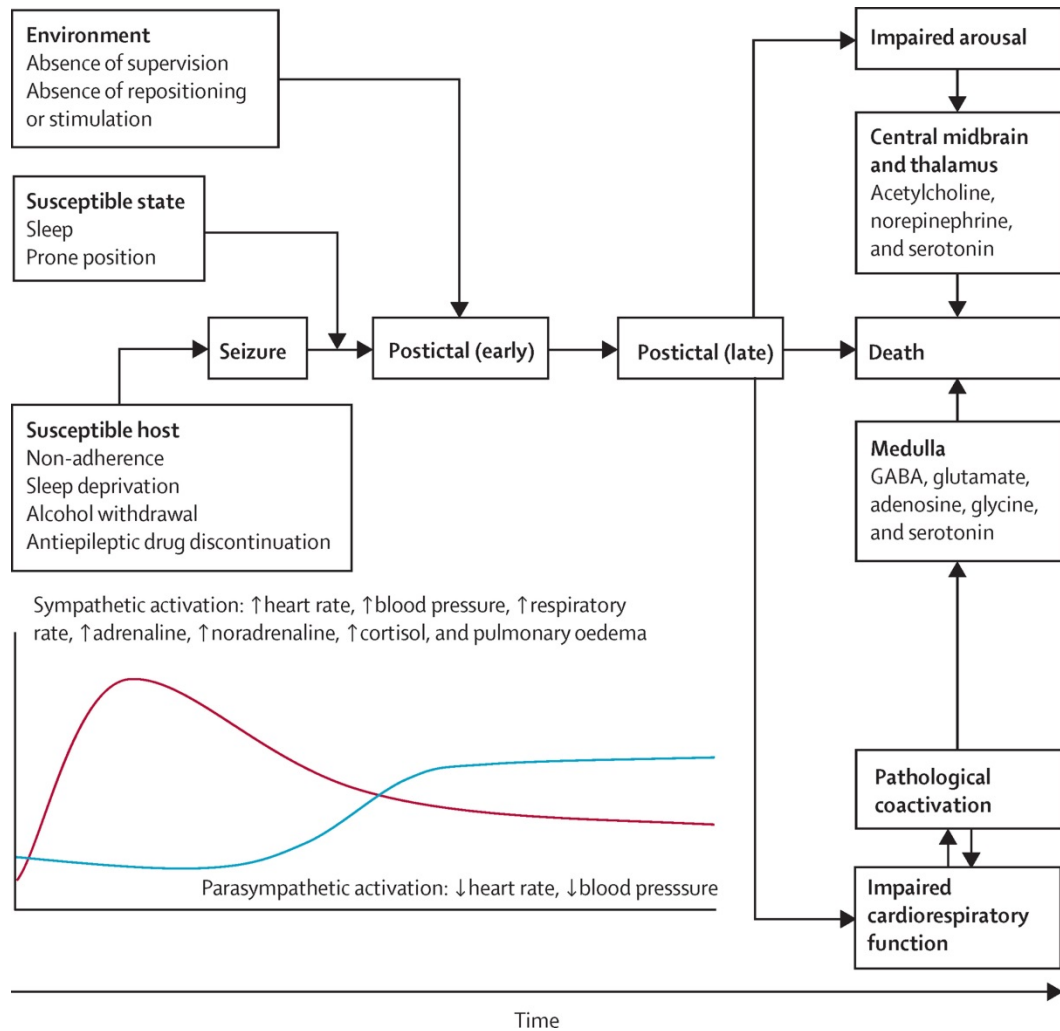 Environment
Absence of supervision
Absence of repositioning
or stimulation
Impaired arousal
Central midbrain
and thalamus
Acetylcholine,
norepinephrine,
and serotonin
Susceptible state
Sleep
Prone position
Seizure
Postictal (early)
Postictal (late)
Death
Susceptible host
Non-adherence
Sleep deprivation
Alcohol withdrawal
Antiepileptic drug discontinuation
Medulla
GABA, glutamate,
adenosine, glycine,
and serotonin
Sympathetic activation: ↑heart rate, ↑blood pressure, ↑respiratory
rate, ↑adrenaline, ↑noradrenaline, ↑cortisol, and pulmonary oedema
Pathological
coactivation
Parasympathetic activation: ↓heart rate, ↓blood presssure
Impaired
cardiorespiratory
function
Time